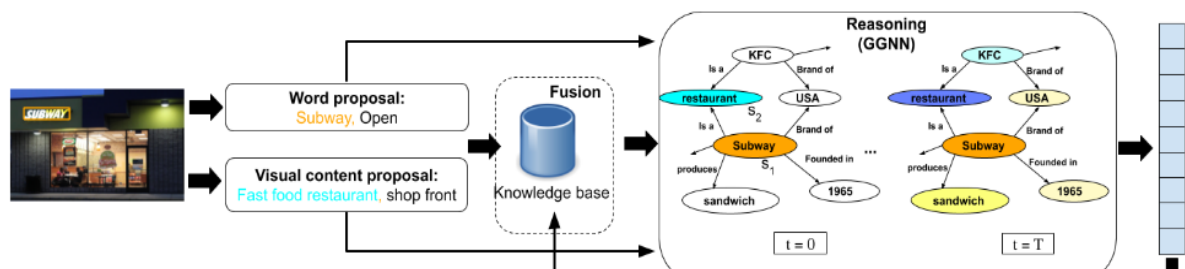 SUBWAY
Word proposal:
Subway, Open
Visual content proposal:
Fast food restaurant, shop front
Fusion
Knowledge base
Reasoning
(GGNN)
KFC
Is a
Brand of
restaurant
USA
S2
Is a
Brand of
Subway
S1
produces
Founded in
...
sandwich
1965
t = 0
KFC
Is a
Brand of
restaurant
USA
Is a
Brand of
Subway
produces
Founded in
sandwich
1965
t = T